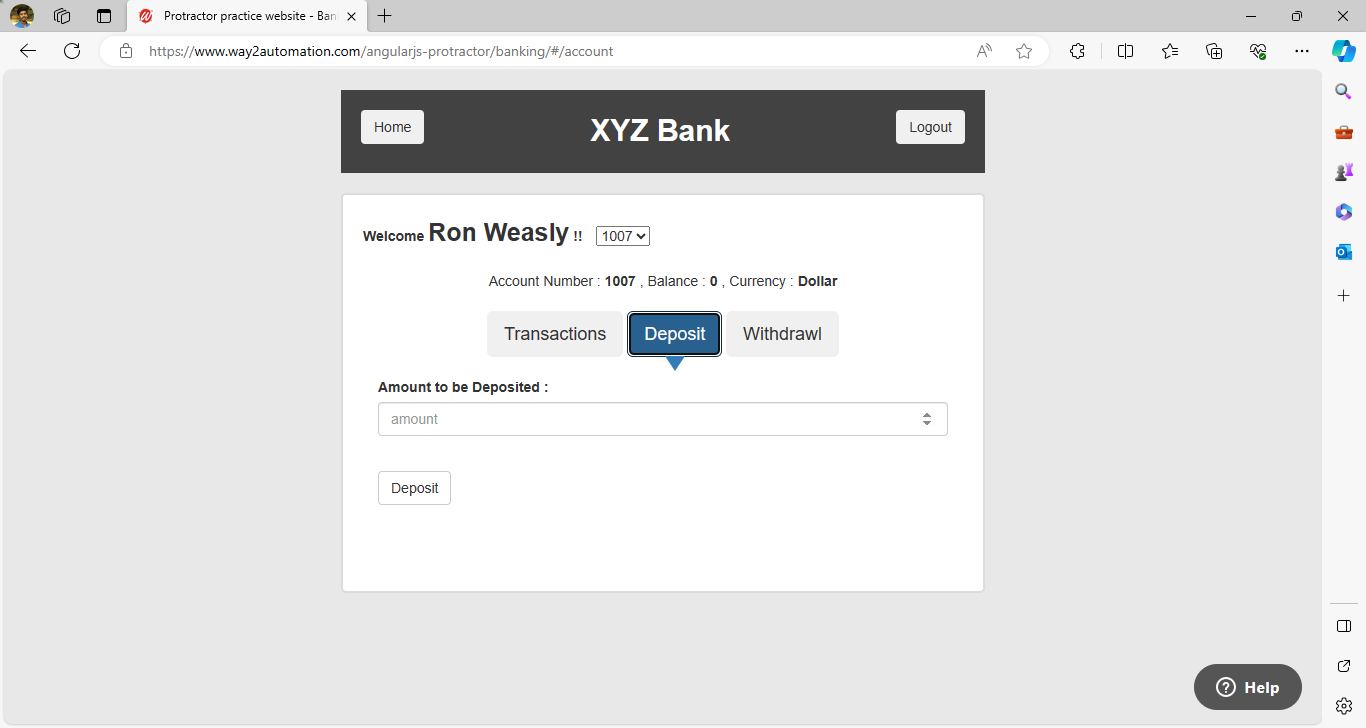 Protractor practice website - Ban
https://www.way2automation.com/angularjs-protractor/banking/#/account
Home
XYZ Bank
Logout
Welcome Ron Weasly !! 1007
Account Number : 1007 , Balance : 0 , Currency : Dollar
Transactions
Deposit
Withdrawl
Amount to be Deposited :
amount
Deposit
Help